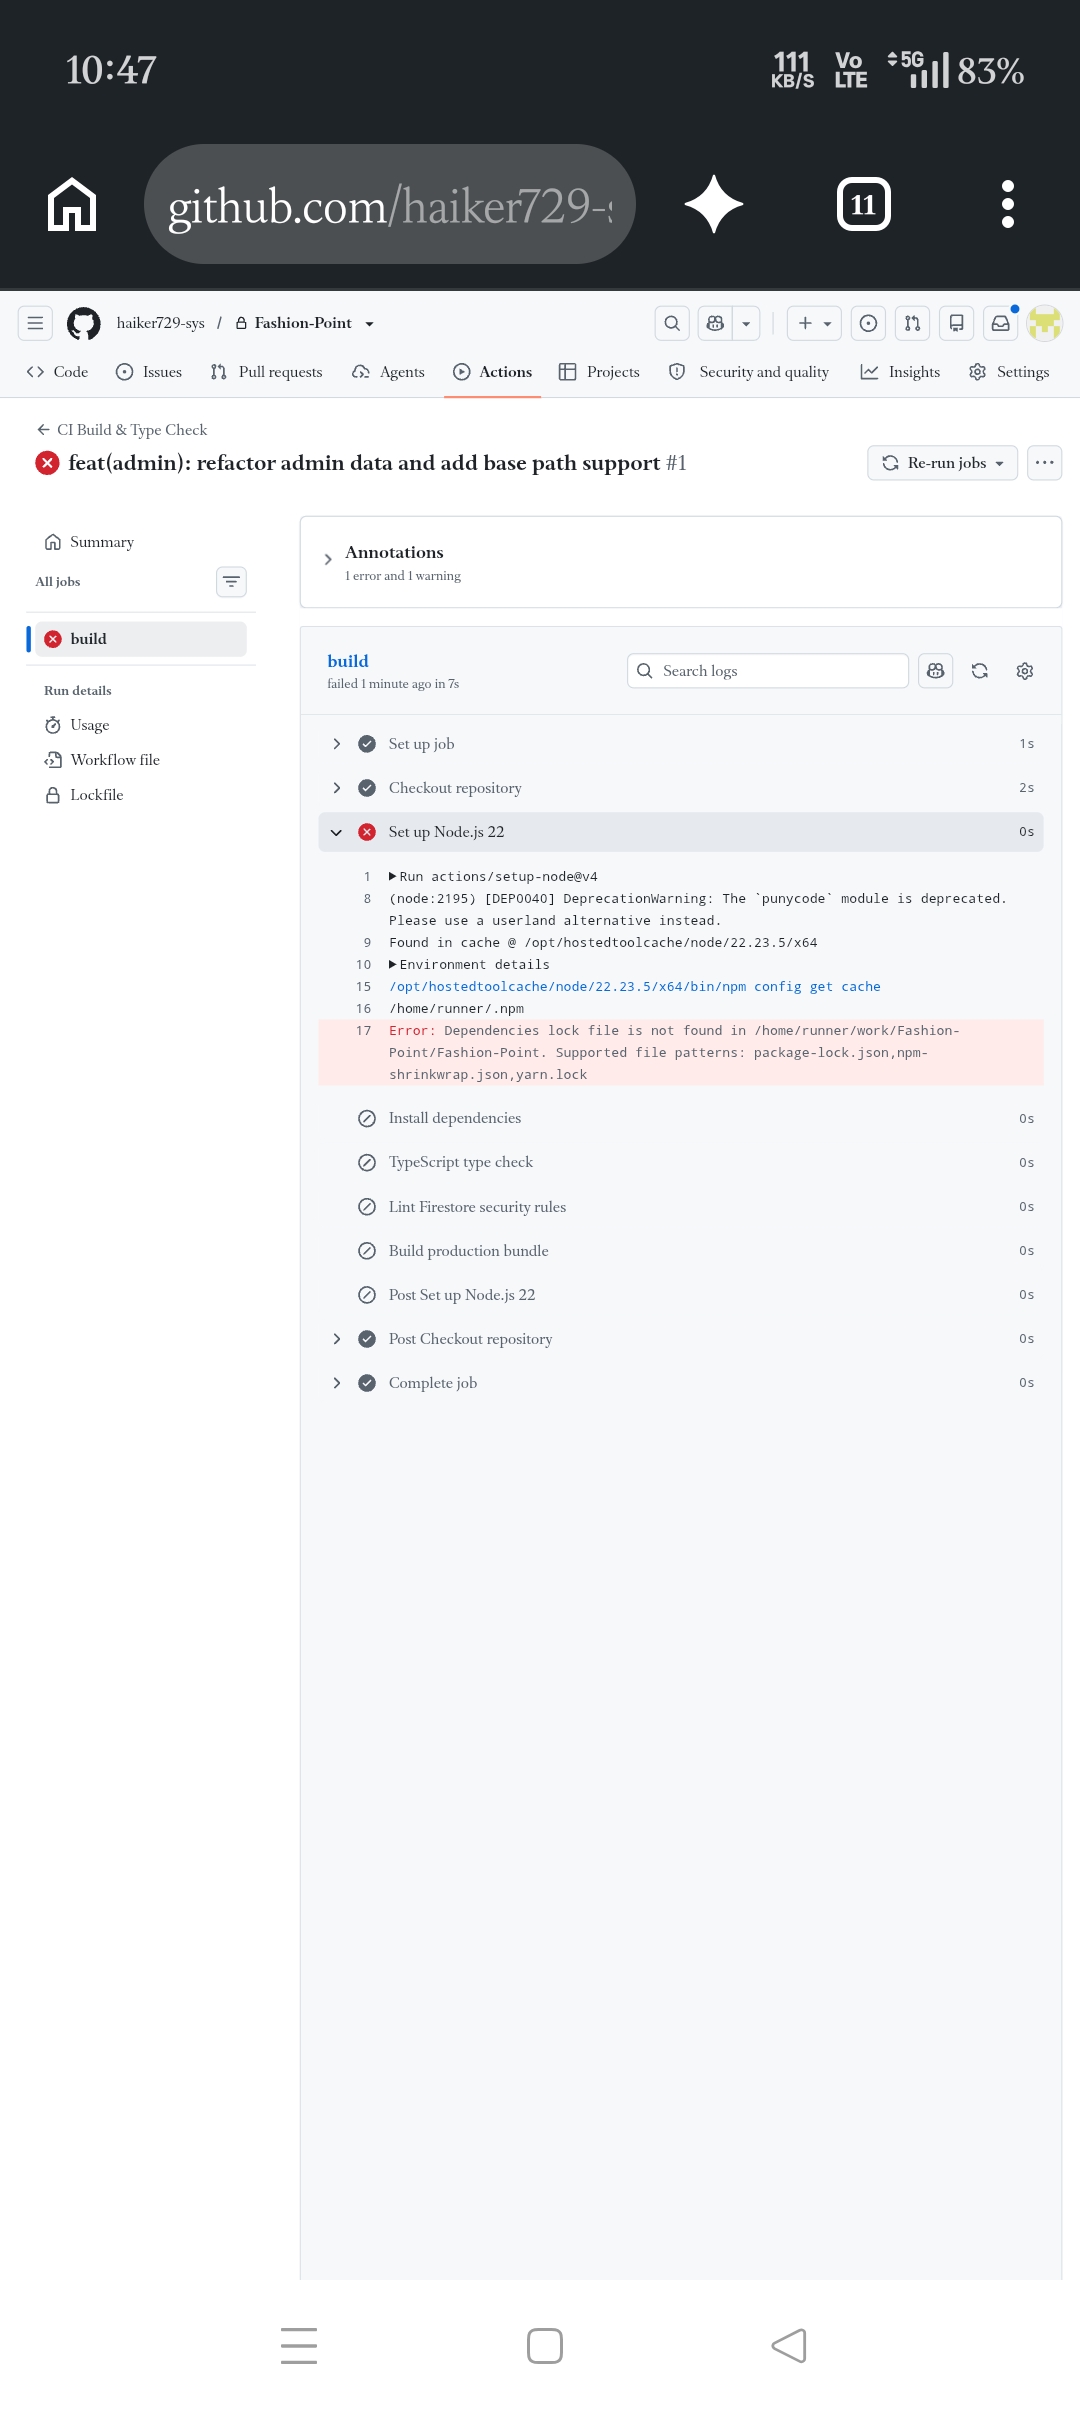 10:47
111 KB/S Vo LTE 5G 83%
github.com/haiker729-s
11
haiker729-sys / Fashion-Point
Code Issues Pull requests Agents Actions Projects Security and quality Insights Settings
CI Build & Type Check
feat(admin): refactor admin data and add base path support #1
Re-run jobs
Summary
All jobs
build
Run details
Usage
Workflow file
Lockfile
Annotations
1 error and 1 warning
build
failed 1 minute ago in 7s
Search logs
Set up job 1s
Checkout repository 2s
Set up Node.js 22 0s
1 Run actions/setup-node@v4
8 (node:2195) [DEP0040] DeprecationWarning: The `punycode` module is deprecated.
Please use a userland alternative instead.
9 Found in cache @ /opt/hostedtoolcache/node/22.23.5/x64
10 Environment details
15 /opt/hostedtoolcache/node/22.23.5/x64/bin/npm config get cache
16 /home/runner/.npm
17 Error: Dependencies lock file is not found in /home/runner/work/Fashion-
Point/Fashion-Point. Supported file patterns: package-lock.json,npm-
shrinkwrap.json,yarn.lock
Install dependencies 0s
TypeScript type check 0s
Lint Firestore security rules 0s
Build production bundle 0s
Post Set up Node.js 22 0s
Post Checkout repository 0s
Complete job 0s